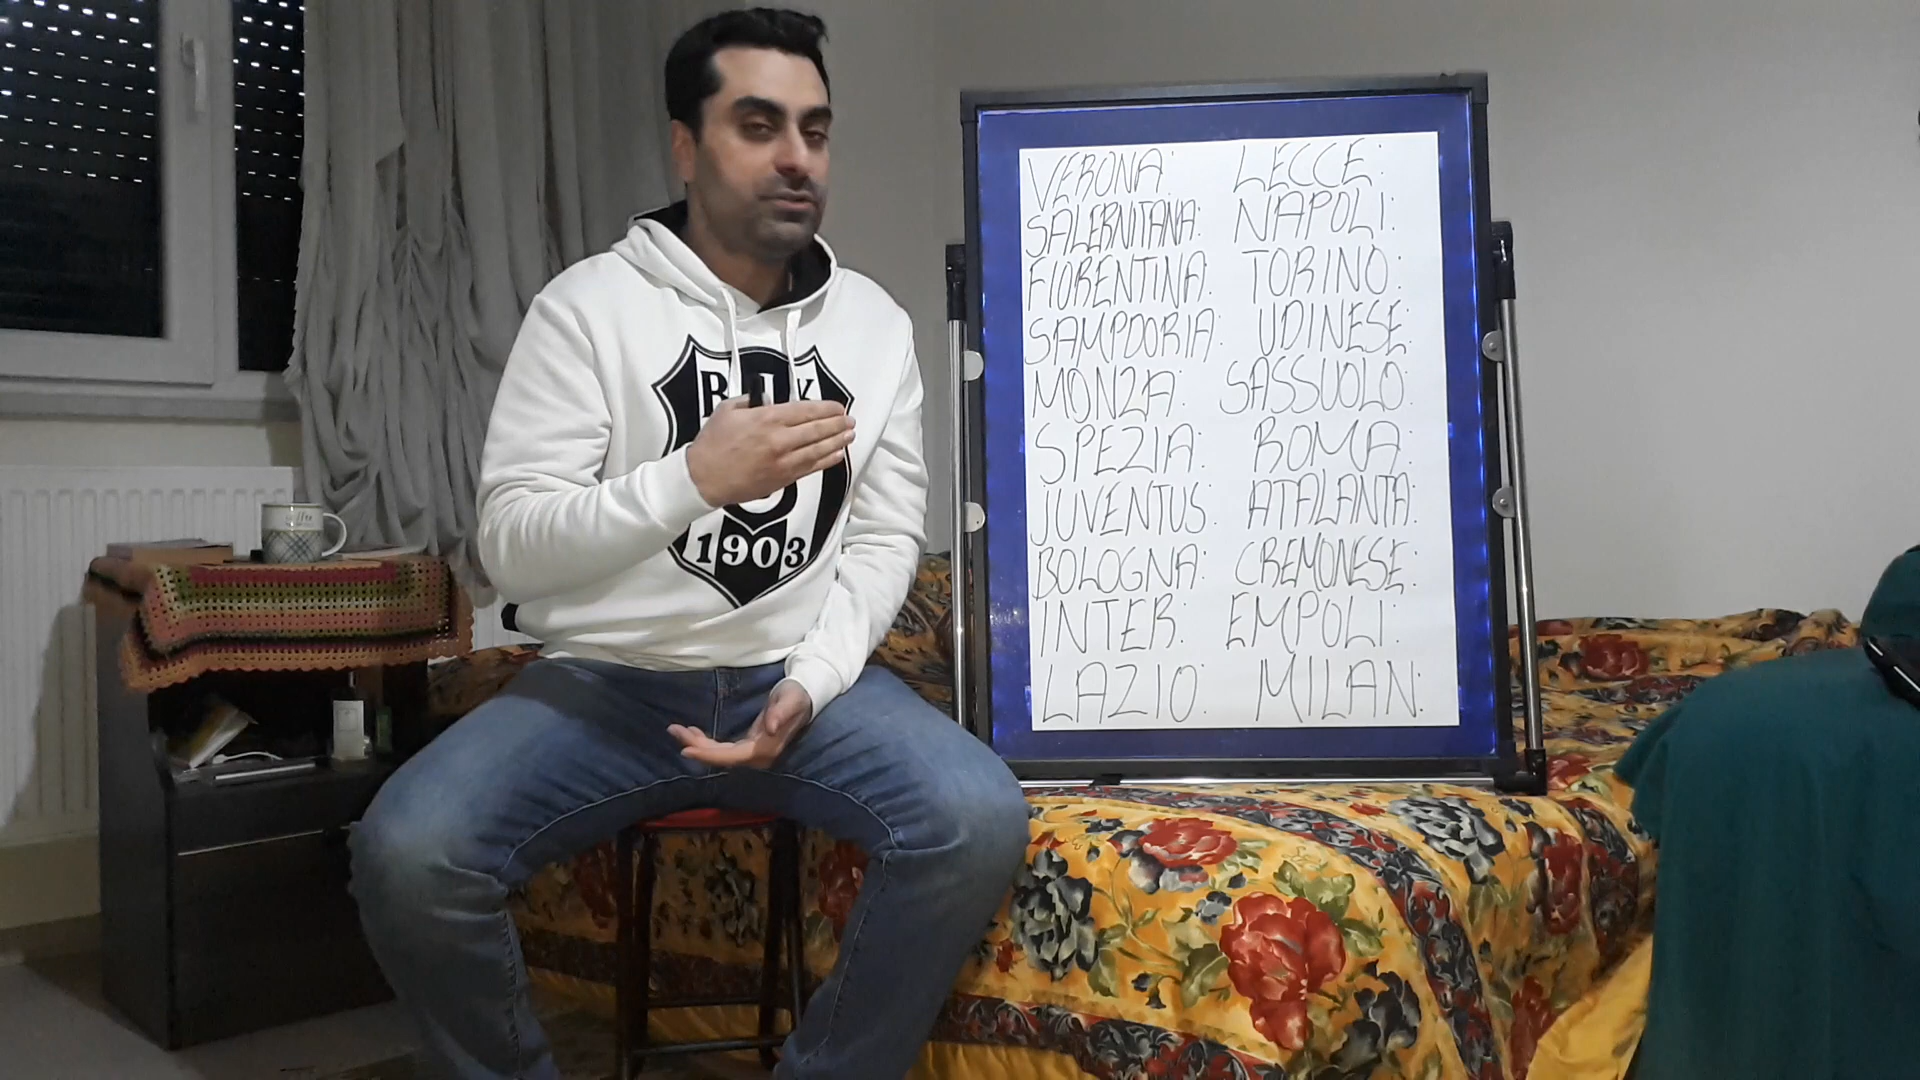 VERONA: LECCE:
SALERNITANA: NAPOLI:
FIORENTINA: TORINO:
SAMPDORIA: UDINESE:
MONZA: SASSUOLO:
SPEZIA: ROMA:
JUVENTUS: ATALANTA:
BOLOGNA: CREMONESE:
INTER: EMPOLI:
LAZIO: MILAN:
B J K
1903
coffee